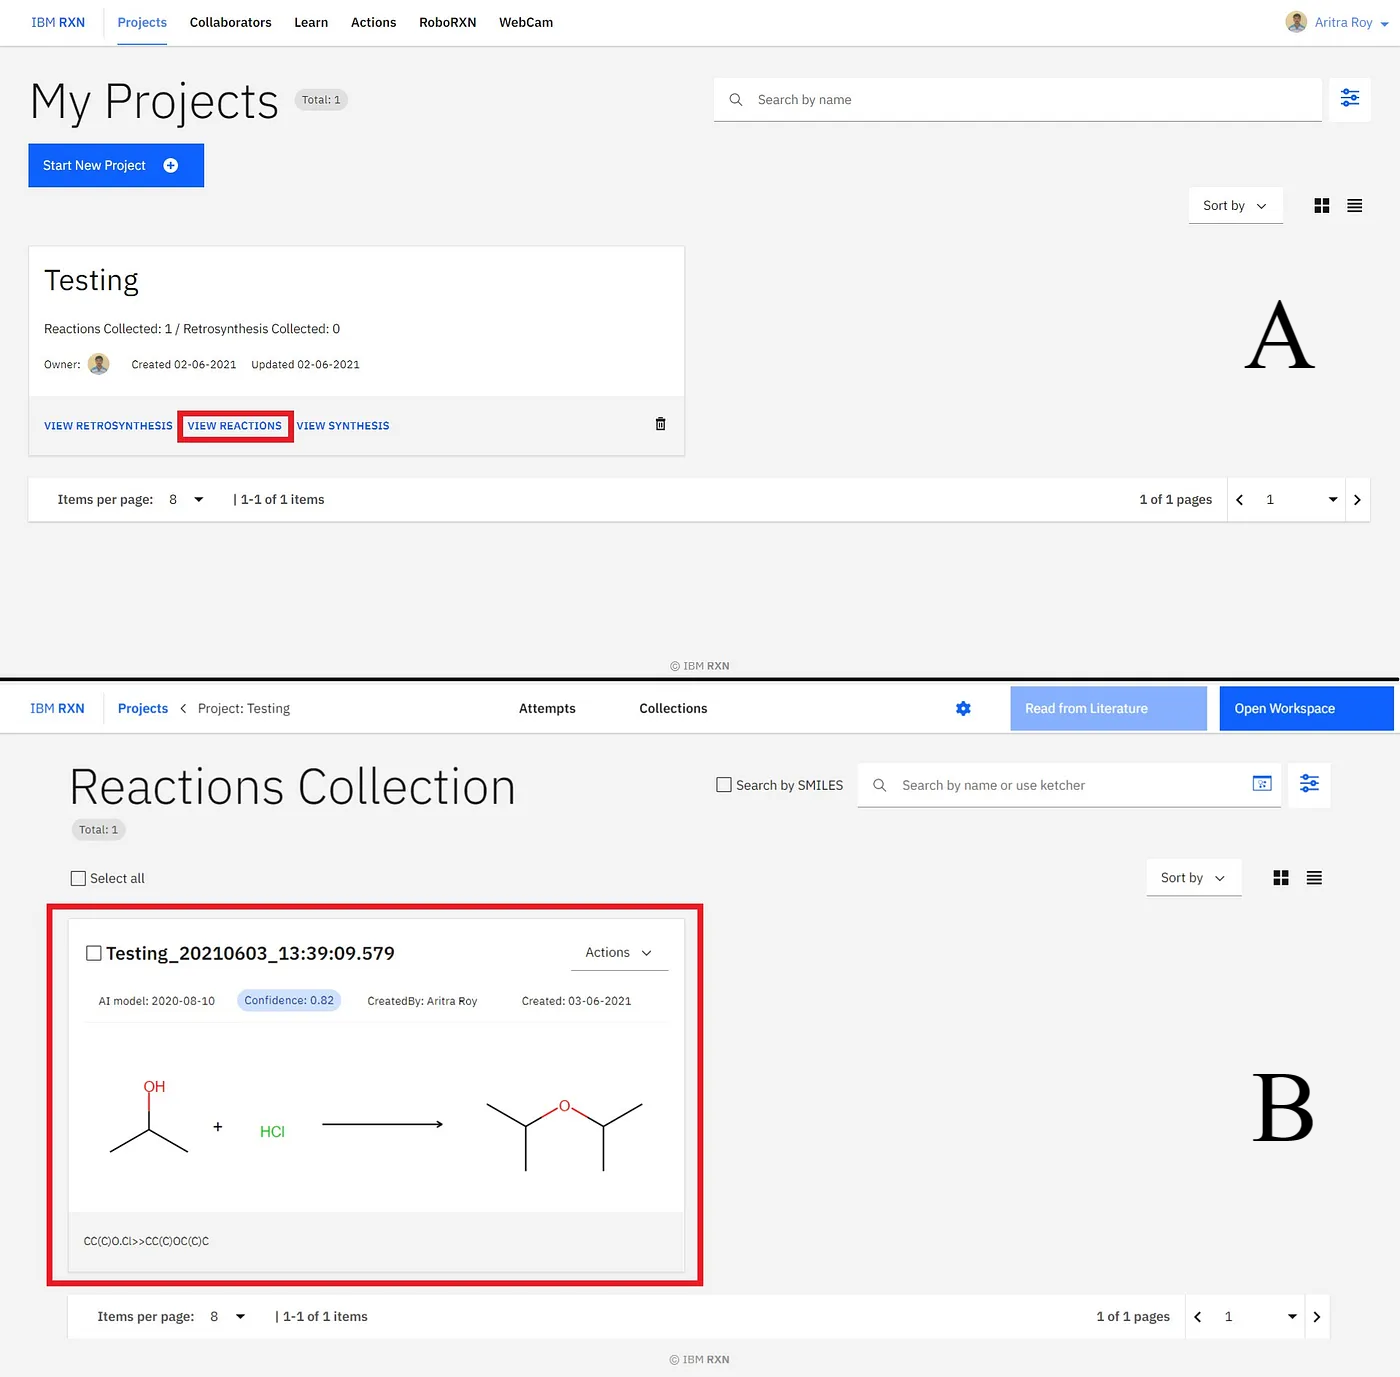 IBM RXN Projects Collaborators Learn Actions RoboRXN WebCam Aritra Roy
My Projects Total: 1 Search by name
Start New Project
Sort by
Testing
Reactions Collected: 1 / Retrosynthesis Collected: 0
Owner: Created 02-06-2021 Updated 02-06-2021
A
VIEW RETROSYNTHESIS VIEW REACTIONS VIEW SYNTHESIS
Items per page: 8 | 1-1 of 1 items 1 of 1 pages 1
© IBM RXN
IBM RXN Projects Project: Testing Attempts Collections Read from Literature Open Workspace
Reactions Collection Search by SMILES Search by name or use ketcher
Total: 1
Select all Sort by
Testing_20210603_13:39:09.579 Actions
AI model: 2020-08-10 Confidence: 0.82 CreatedBy: Aritra Roy Created: 03-06-2021
OH
+ HCl O
B
CC(C)O.Cl>>CC(C)OC(C)C
Items per page: 8 | 1-1 of 1 items 1 of 1 pages 1
© IBM RXN